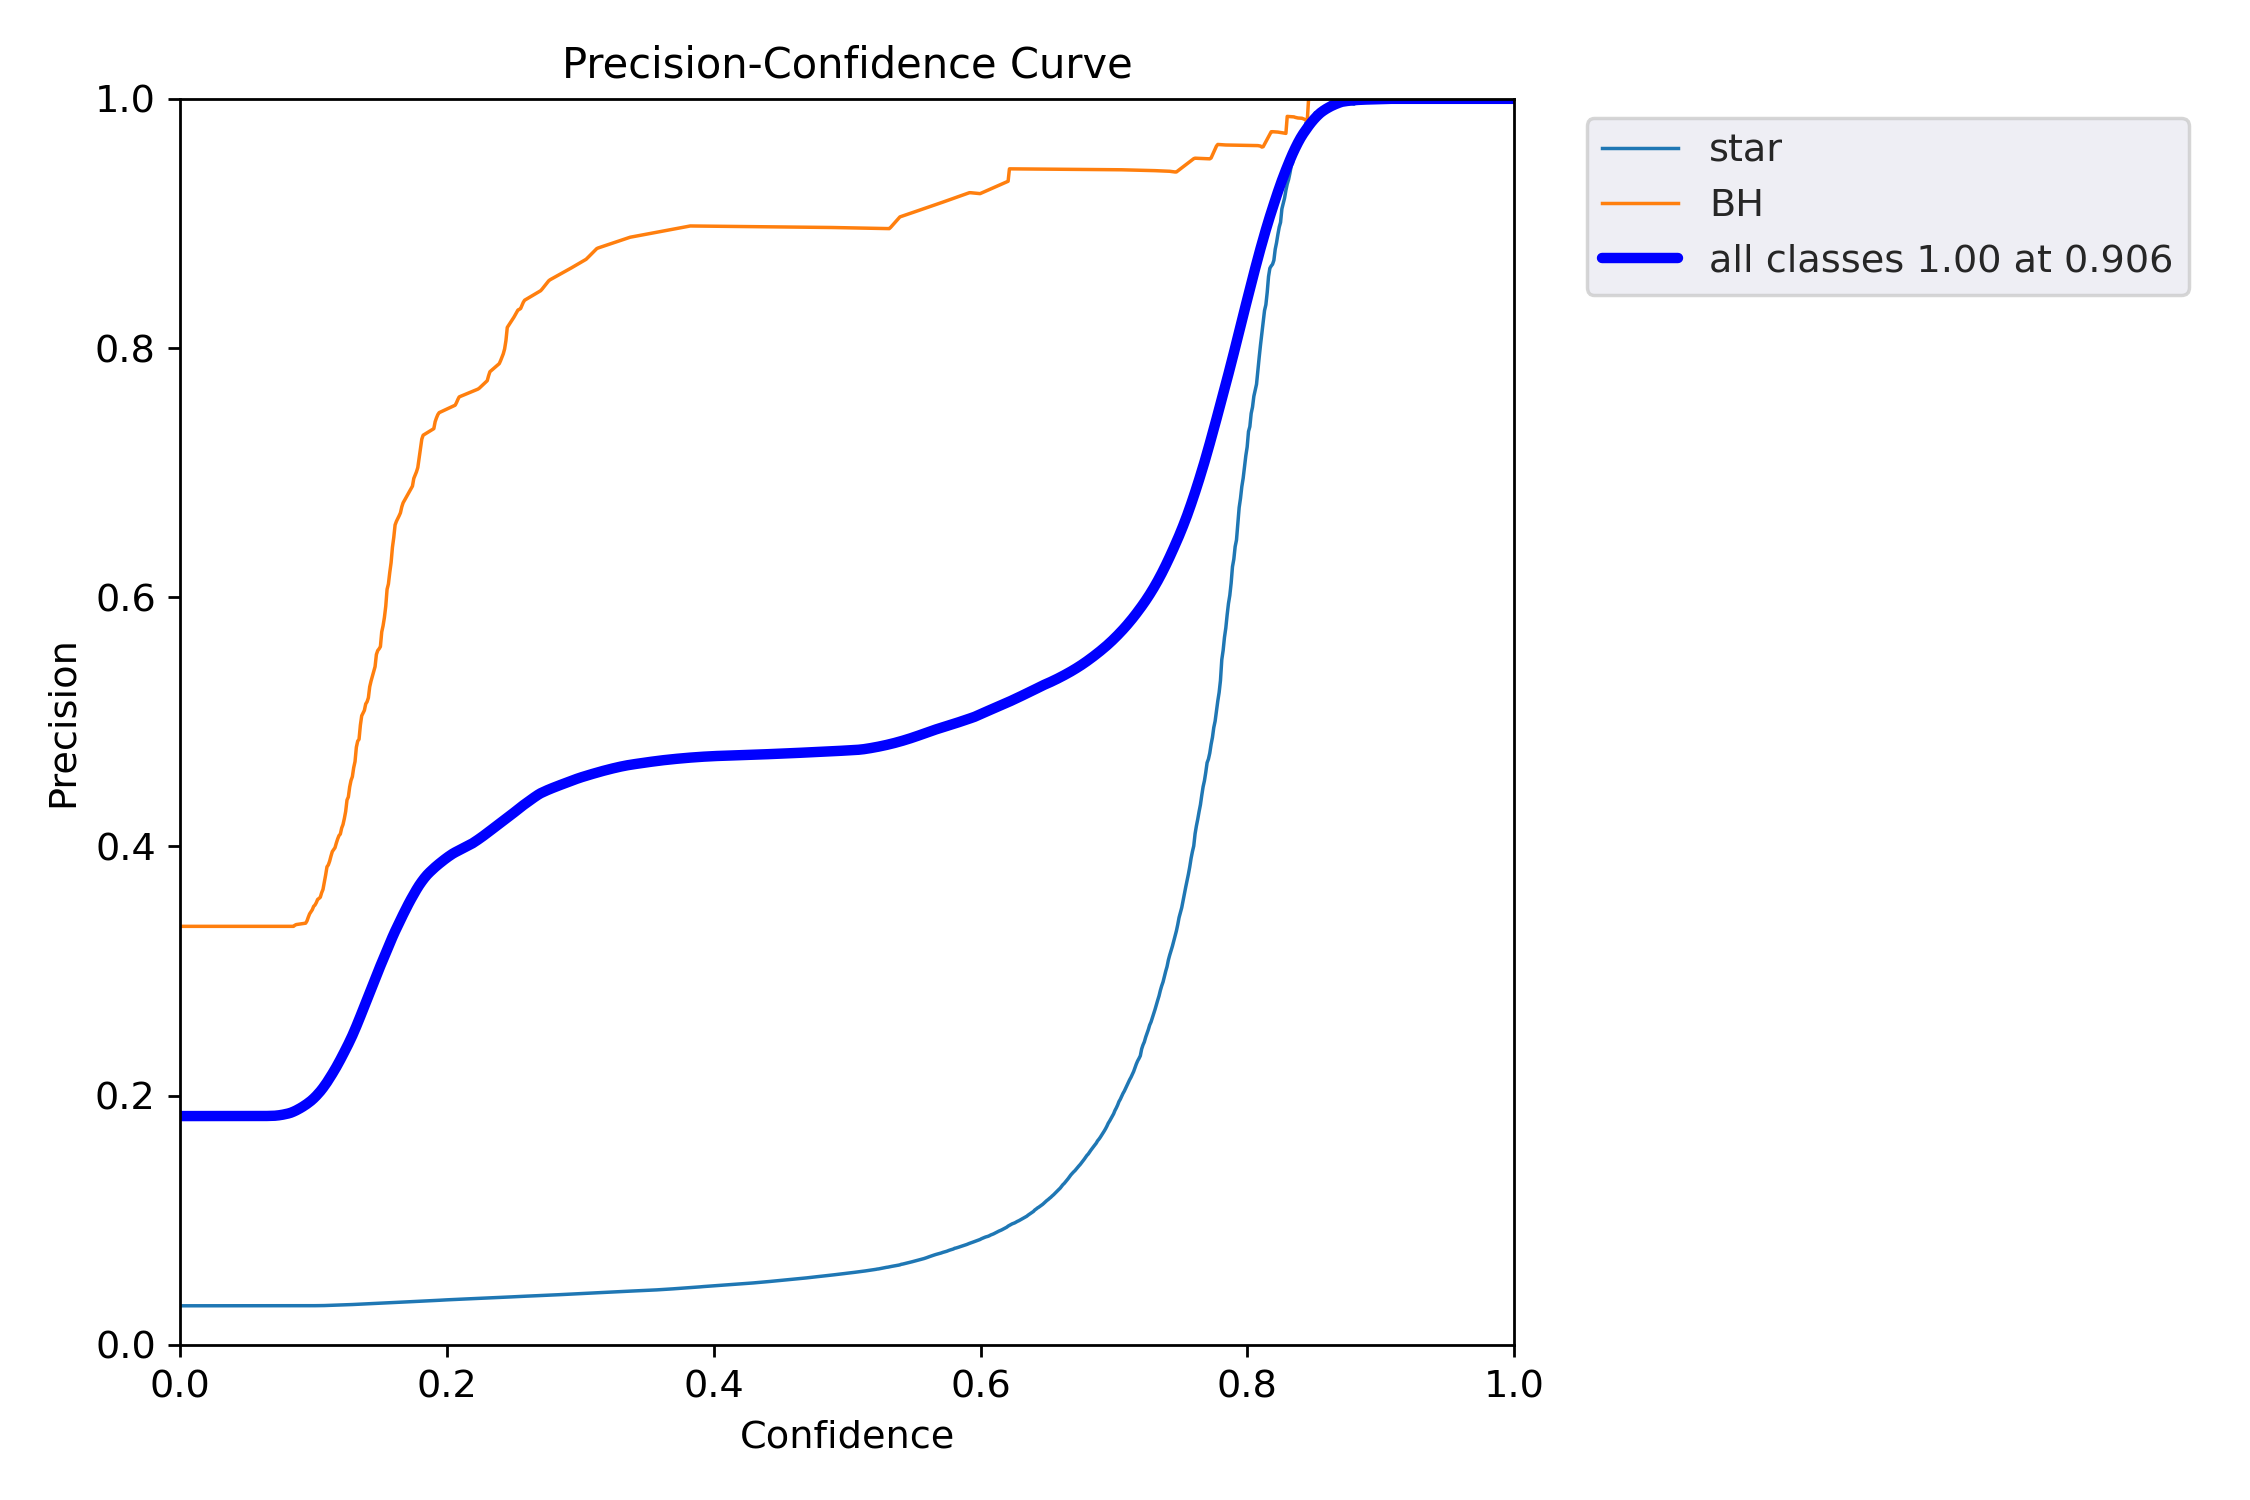 Precision-Confidence Curve
1.0
0.8
0.6
0.4
0.2
0.0
Precision
0.0 0.2 0.4 0.6 0.8 1.0
Confidence
star
BH
all classes 1.00 at 0.906